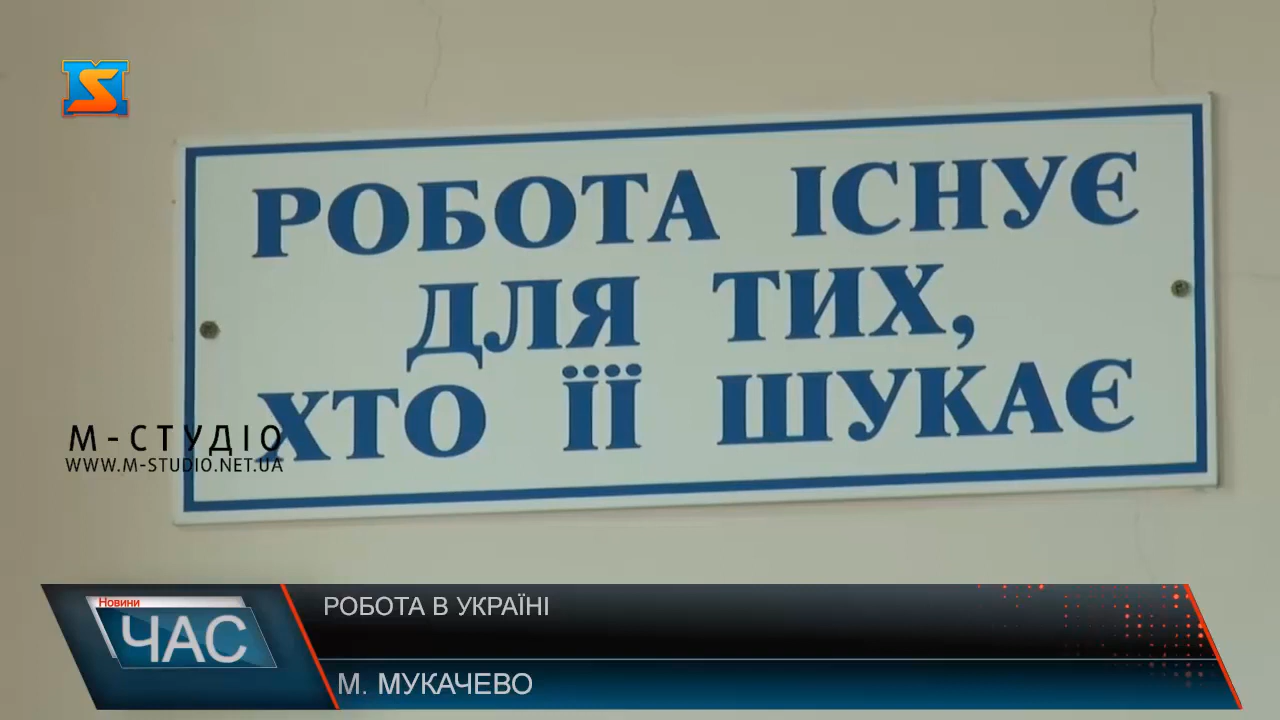 РОБОТА ІСНУЄ
ДЛЯ ТИХ,
ХТО ЇЇ ШУКАЄ
М-СТУДІО
WWW.M-STUDIO.NET.UA
Новини
ЧАС
РОБОТА В УКРАЇНІ
М. МУКАЧЕВО